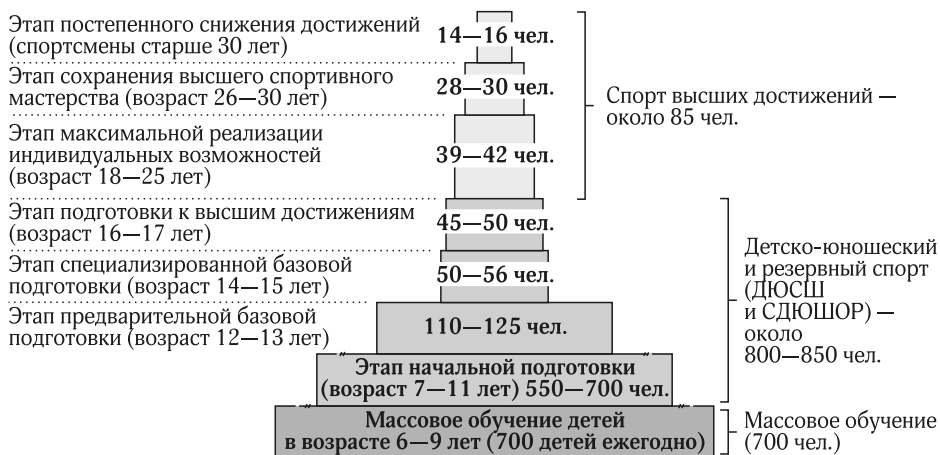 Этап постепенного снижения достижений
(спортсмены старше 30 лет)
14—16 чел.
Этап сохранения высшего спортивного
мастерства (возраст 26—30 лет)
28—30 чел.
Этап максимальной реализации
индивидуальных возможностей
(возраст 18—25 лет)
39—42 чел.
Спорт высших достижений —
около 85 чел.
Этап подготовки к высшим достижениям
(возраст 16—17 лет)
45—50 чел.
Этап специализированной базовой
подготовки (возраст 14—15 лет)
50—56 чел.
Этап предварительной базовой
подготовки (возраст 12—13 лет)
110—125 чел.
Этап начальной подготовки
(возраст 7—11 лет) 550—700 чел.
Детско-юношеский
и резервный спорт
(ДЮСШ
и СДЮШОР) —
около
800—850 чел.
Массовое обучение детей
в возрасте 6—9 лет (700 детей ежегодно)
Массовое обучение
(700 чел.)